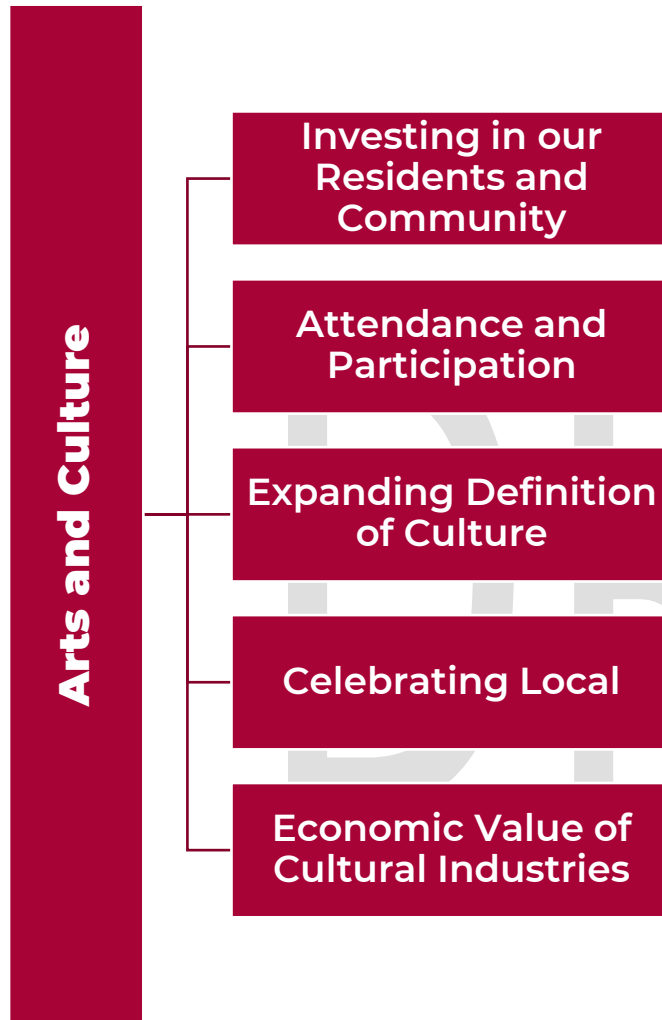 Arts and Culture
Investing in our
Residents and
Community
Attendance and
Participation
Expanding Definition
of Culture
Celebrating Local
Economic Value of
Cultural Industries